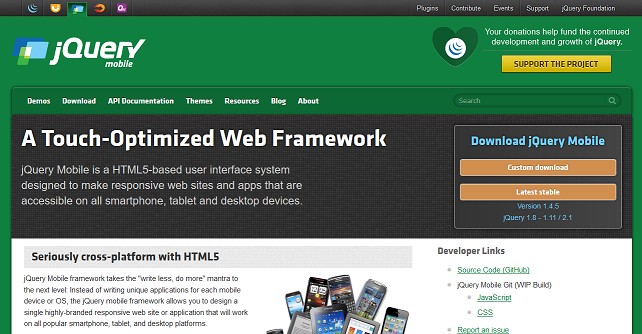 Plugins Contribute Events Support jQuery Foundation
jQuery
mobile
Your donations help fund the continued
development and growth of jQuery.
SUPPORT THE PROJECT
Demos Download API Documentation Themes Resources Blog About
Search
A Touch-Optimized Web Framework
jQuery Mobile is a HTML5-based user interface system
designed to make responsive web sites and apps that are
accessible on all smartphone, tablet and desktop devices.
Download jQuery Mobile
Custom download
Latest stable
Version 1.4.5
jQuery 1.8 - 1.11 / 2.1
Seriously cross-platform with HTML5
jQuery Mobile framework takes the "write less, do more" mantra to
the next level: Instead of writing unique applications for each mobile
device or OS, the jQuery mobile framework allows you to design a
single highly-branded responsive web site or application that will work
on all popular smartphone, tablet, and desktop platforms.
Developer Links
Source Code (GitHub)
jQuery Mobile Git (WIP Build)
JavaScript
CSS
Report an issue